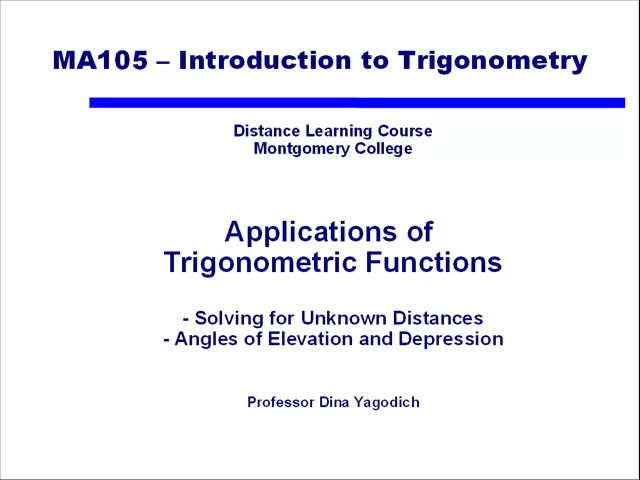 MA105 – Introduction to Trigonometry
Distance Learning Course
Montgomery College
Applications of
Trigonometric Functions
- Solving for Unknown Distances
- Angles of Elevation and Depression
Professor Dina Yagodich